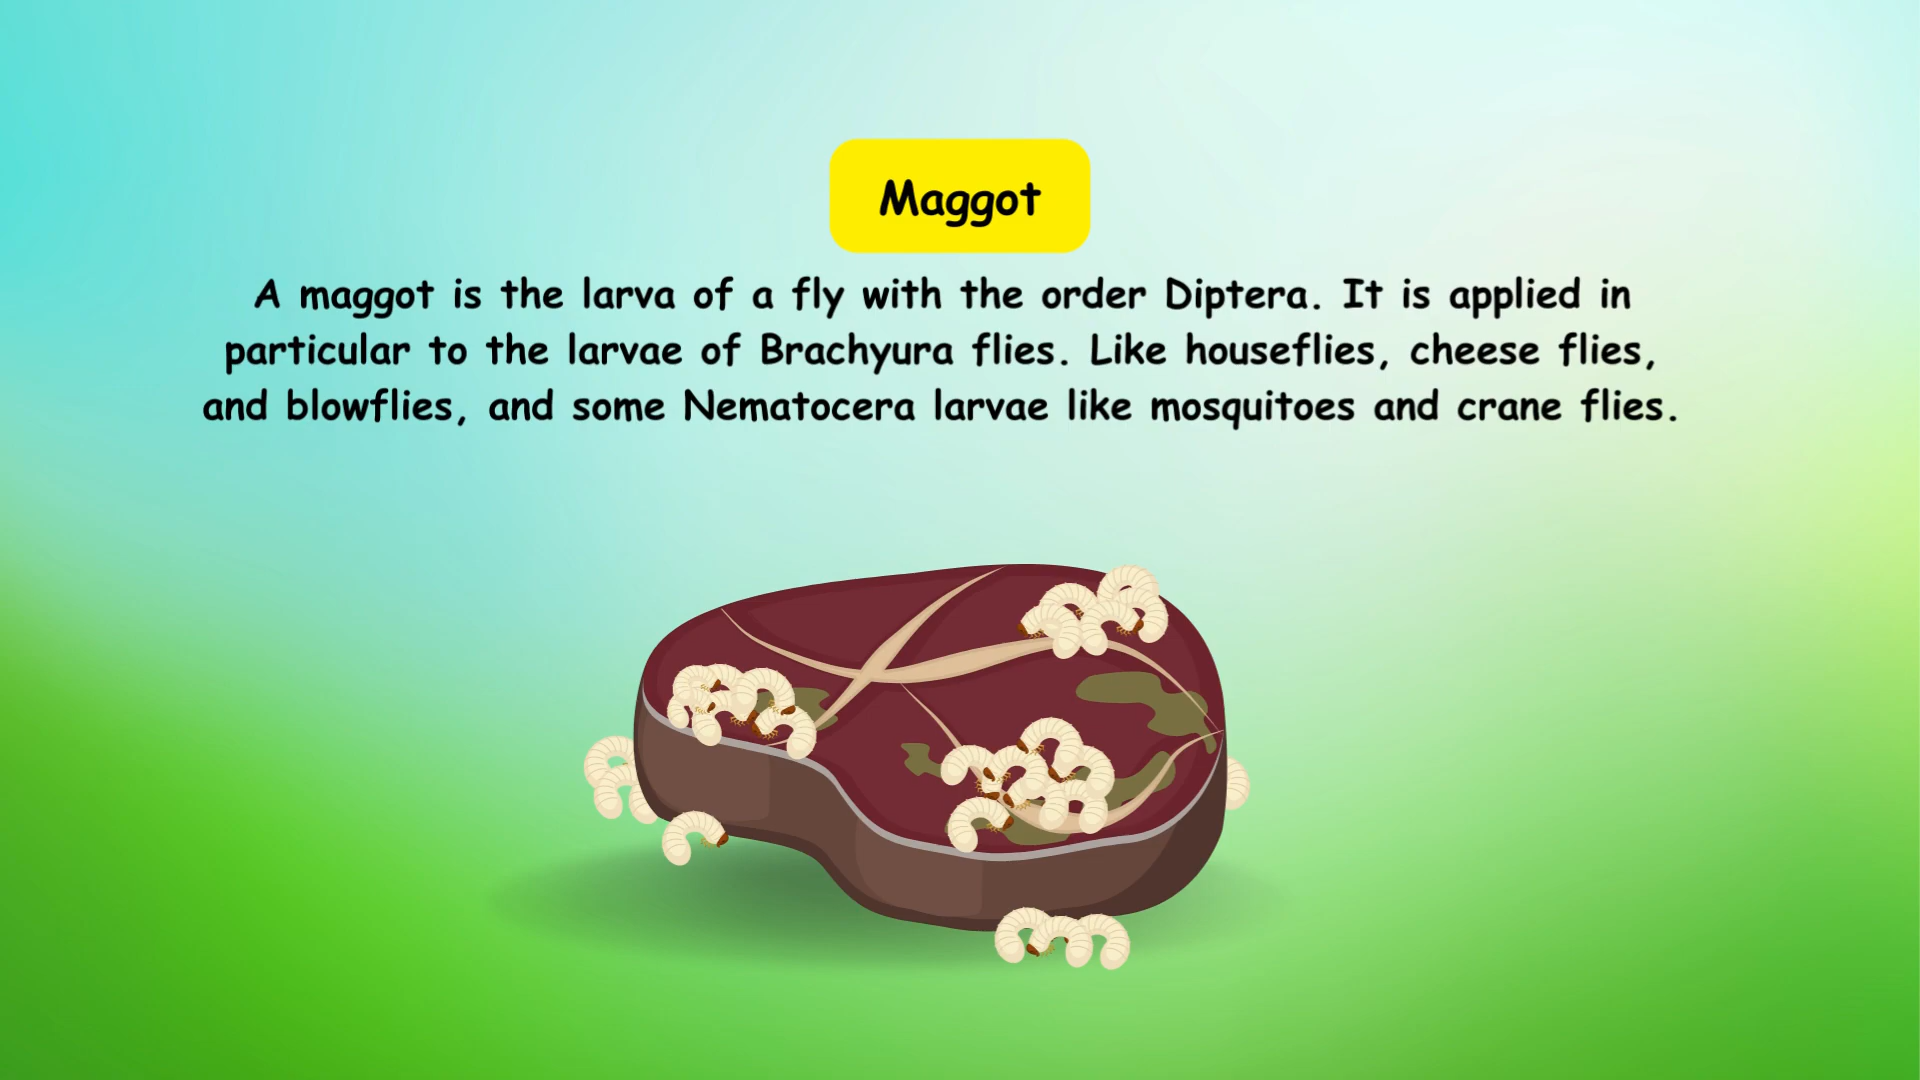 Maggot
A maggot is the larva of a fly with the order Diptera. It is applied in
particular to the larvae of Brachyura flies. Like houseflies, cheese flies,
and blowflies, and some Nematocera larvae like mosquitoes and crane flies.